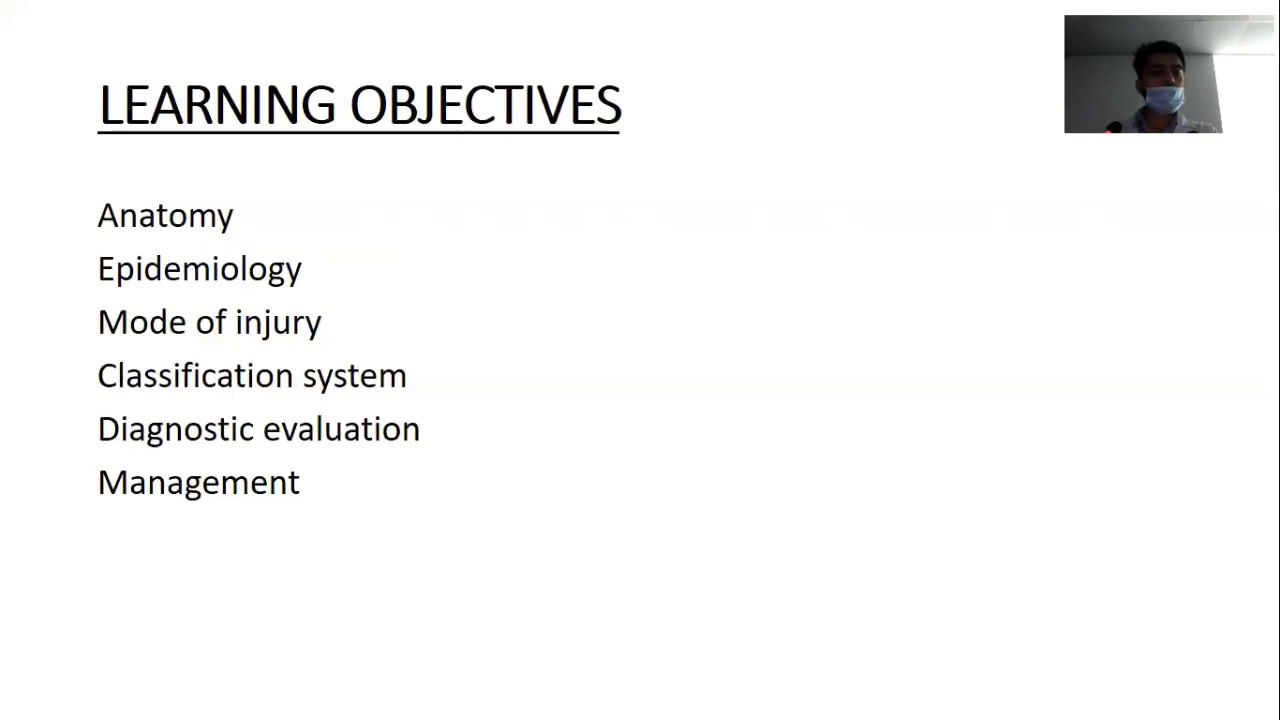 LEARNING OBJECTIVES
Anatomy
Epidemiology
Mode of injury
Classification system
Diagnostic evaluation
Management